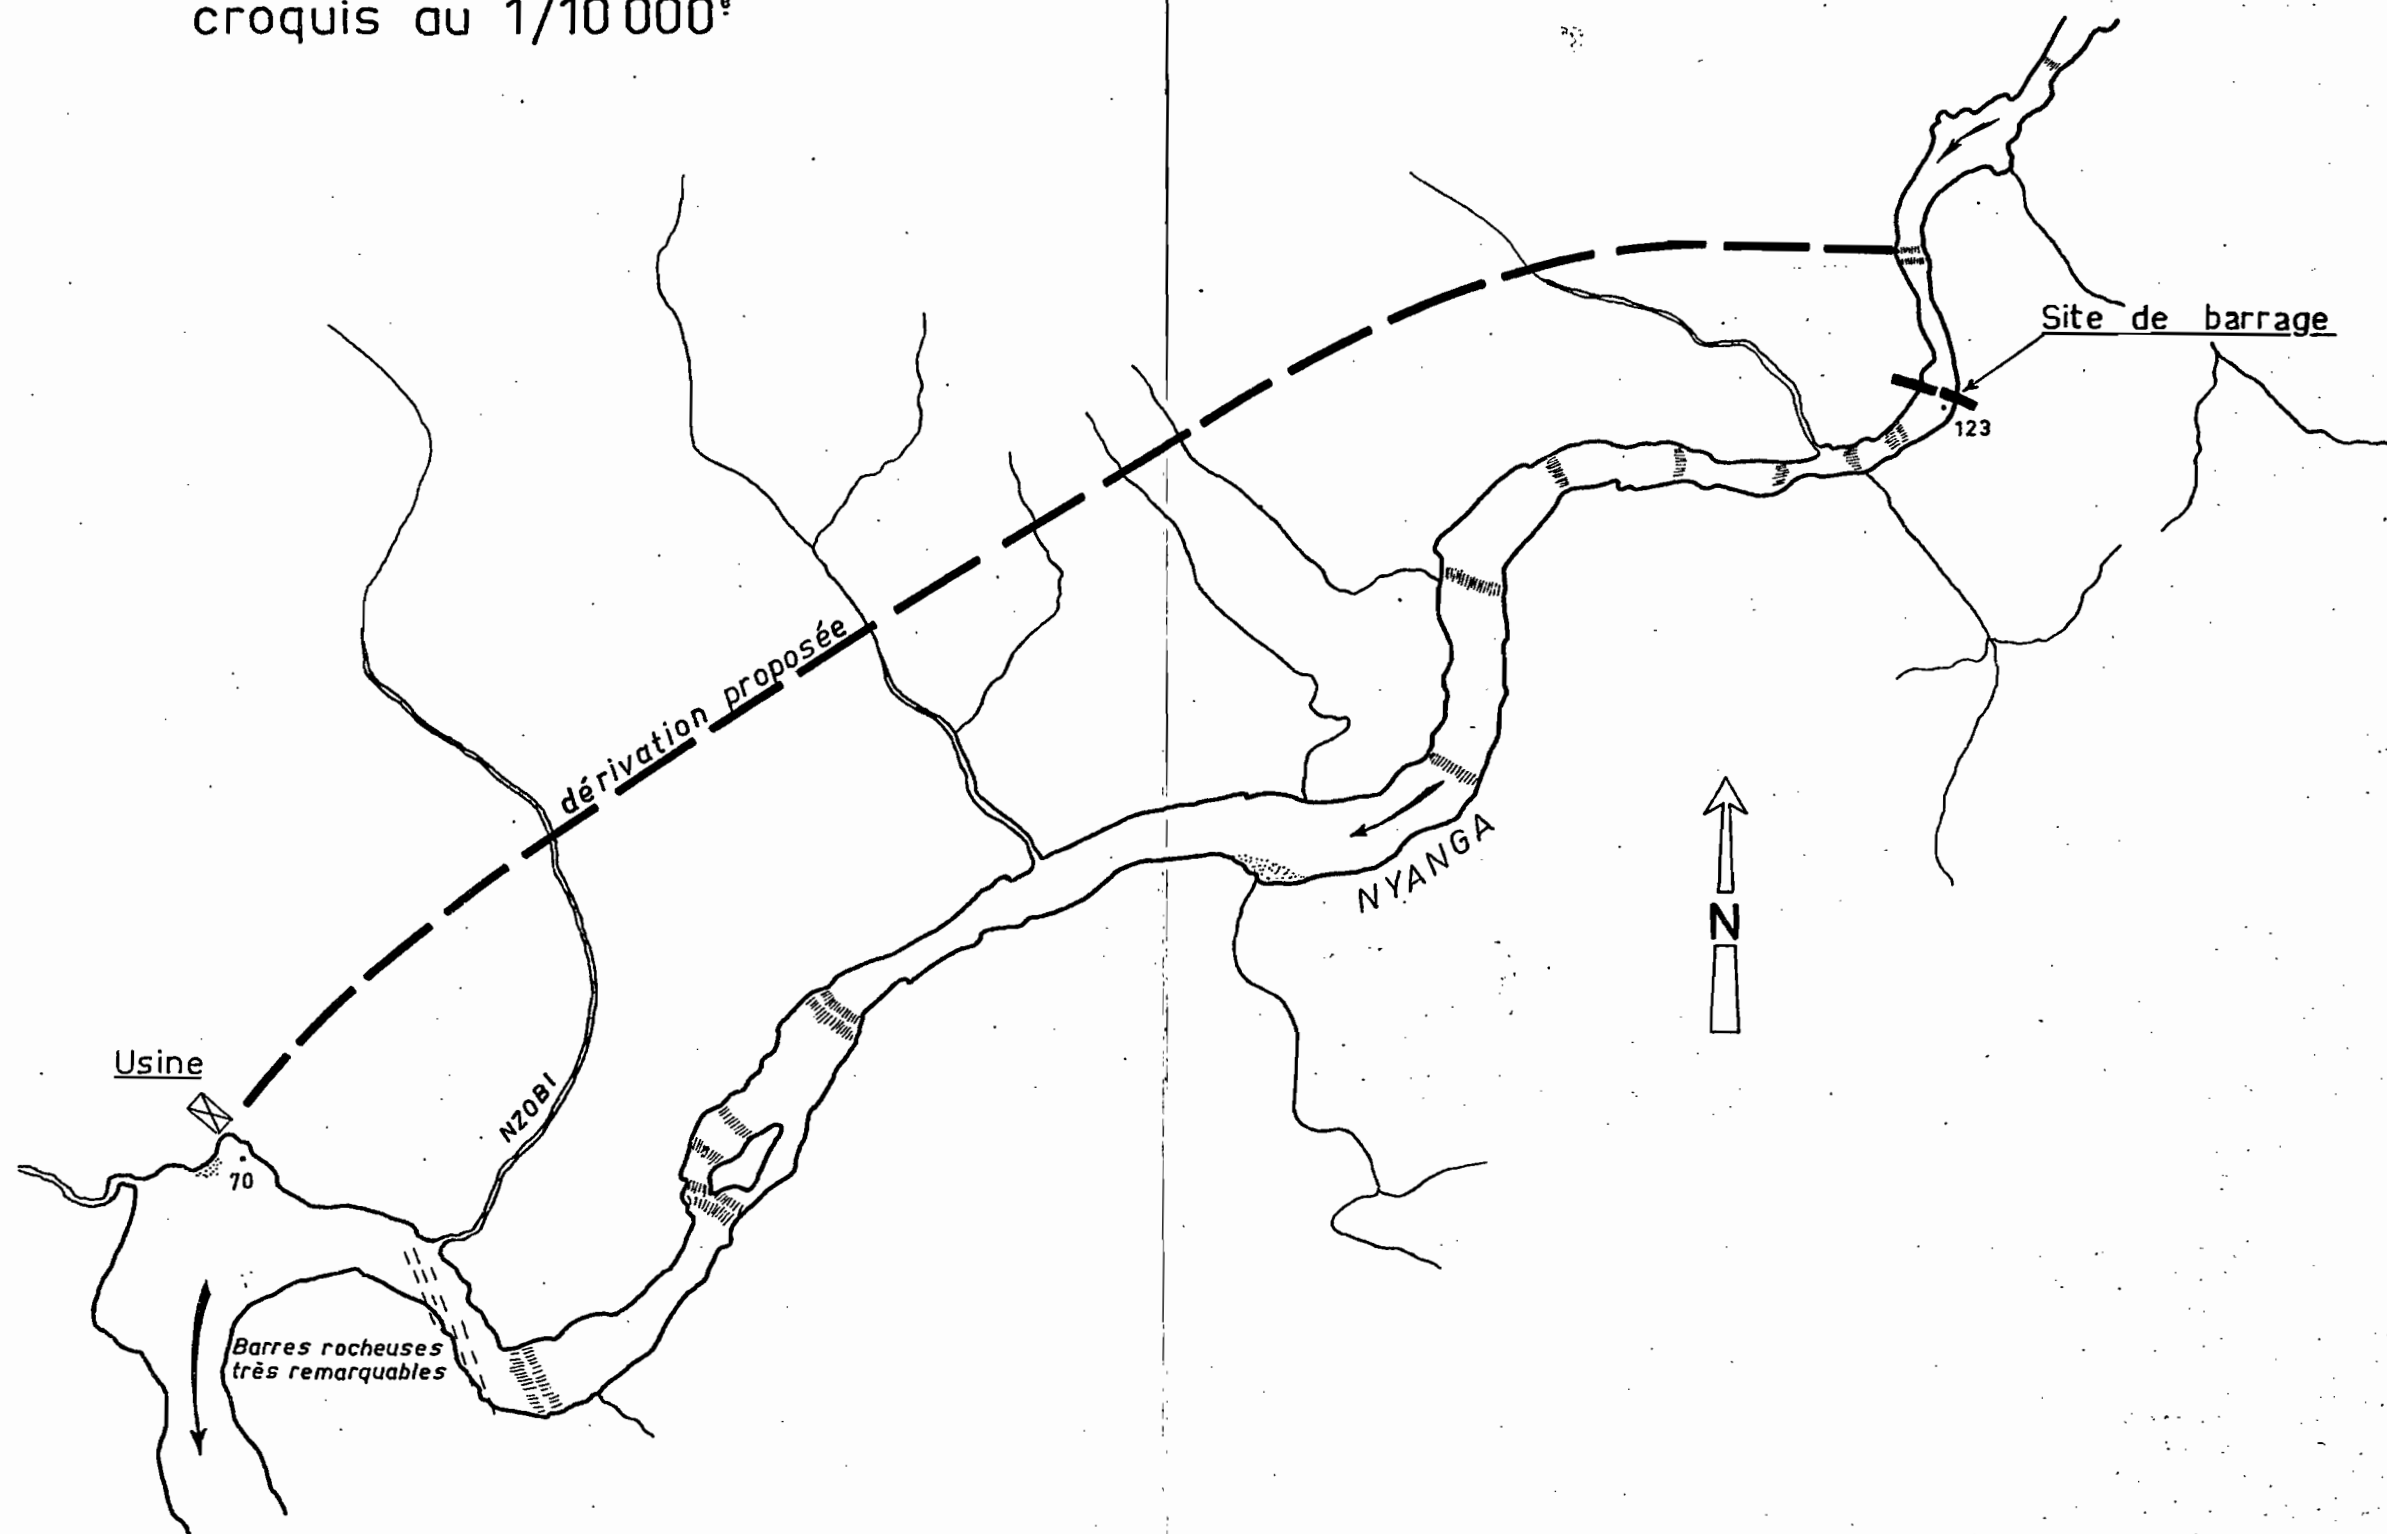 croquis au 1/10 000e
Site de barrage
123
dérivation proposée
NYANGA
N
Usine
NZOBI
70
Barres rocheuses
très remarquables